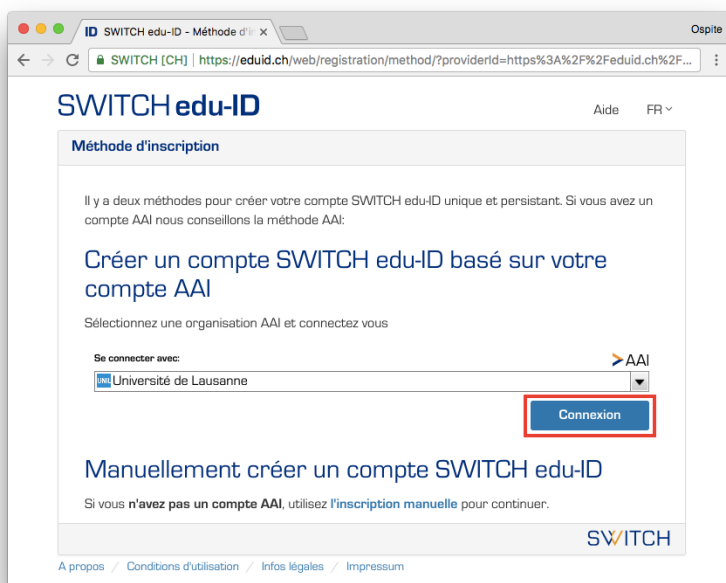 ID SWITCH edu-ID - Méthode d'i
Ospite
SWITCH [CH] https://eduid.ch/web/registration/method/?providerId=https%3A%2F%2Feduid.ch%2F...
SWITCH edu-ID
Aide FR
Méthode d'inscription
Il y a deux méthodes pour créer votre compte SWITCH edu-ID unique et persistant. Si vous avez un
compte AAI nous conseillons la méthode AAI:
Créer un compte SWITCH edu-ID basé sur votre
compte AAI
Sélectionnez une organisation AAI et connectez vous
Se connecter avec:
AAI
UNIL Université de Lausanne
Connexion
Manuellement créer un compte SWITCH edu-ID
Si vous n'avez pas un compte AAI, utilisez l'inscription manuelle pour continuer.
SWITCH
A propos / Conditions d'utilisation / Infos légales / Impressum